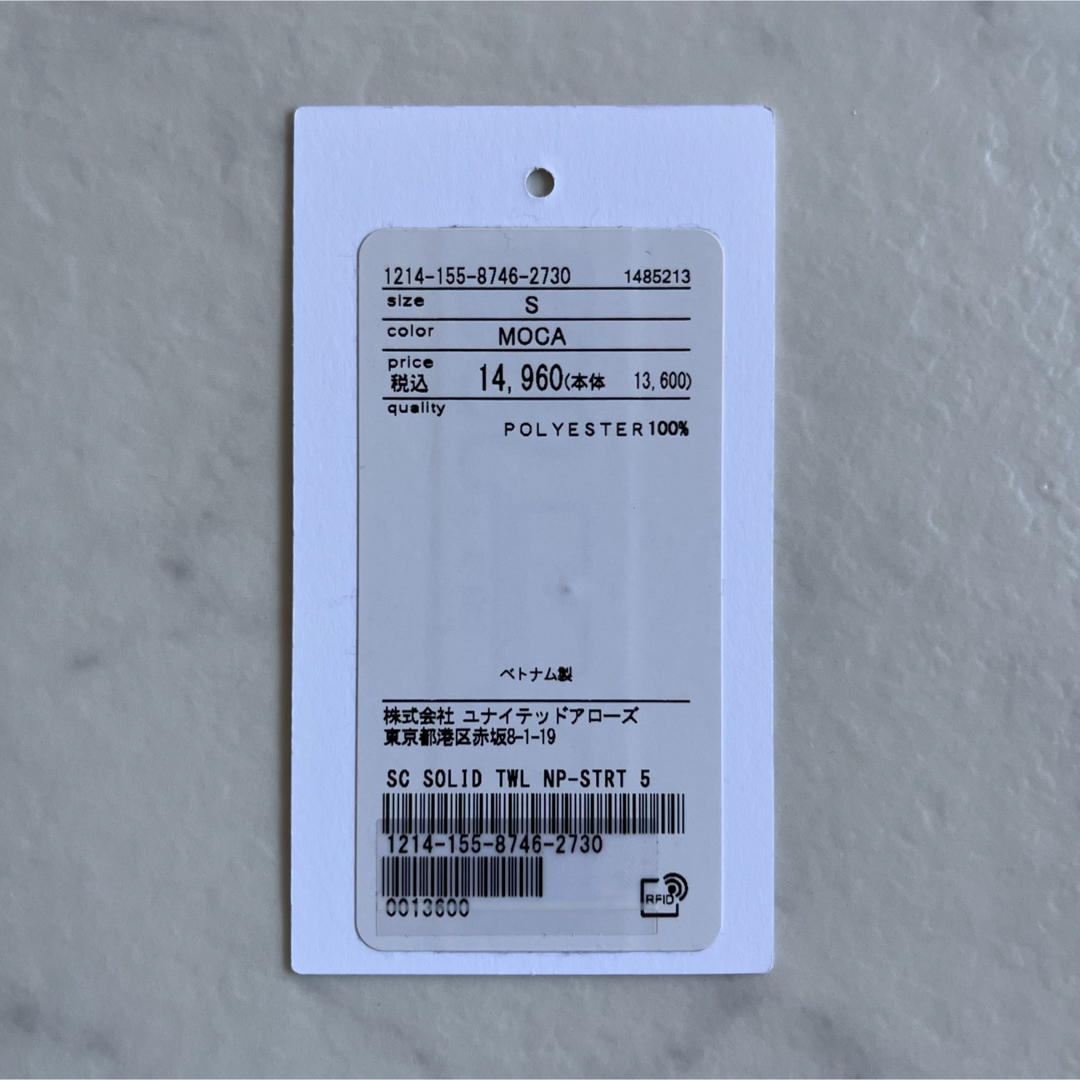 1214-155-8746-2730 1485213
size S
color MOCA
price
税込 14,960(本体 13,600)
quality
POLYESTER100%
ベトナム製
株式会社 ユナイテッドアローズ
東京都港区赤坂8-1-19
SC SOLID TWL NP-STRT 5
1214-155-8746-2730
0013600
RFID